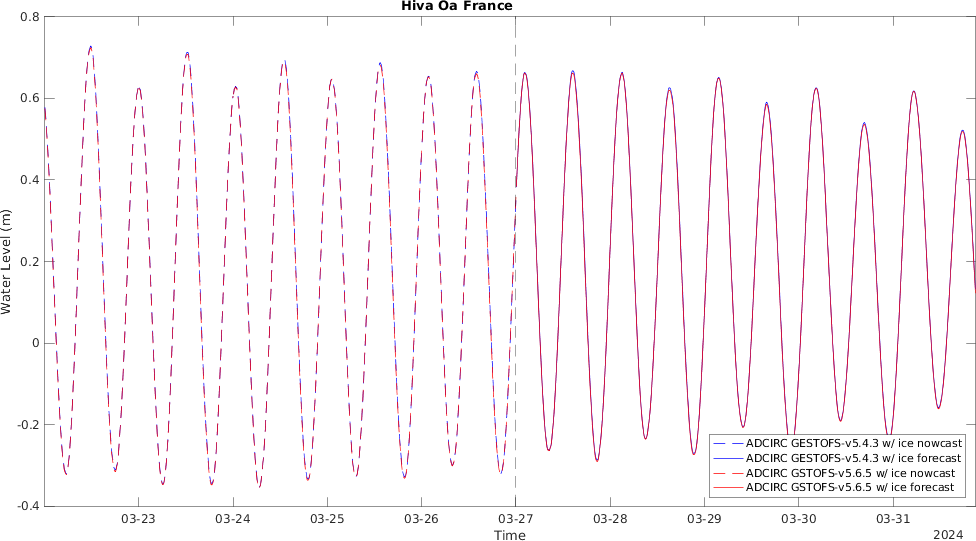 Hiva Oa France
0.8
0.6
0.4
0.2
0
-0.2
-0.4
Water Level (m)
ADCIRC GESTOFS-v5.4.3 w/ ice nowcast
ADCIRC GESTOFS-v5.4.3 w/ ice forecast
ADCIRC GSTOFS-v5.6.5 w/ ice nowcast
ADCIRC GSTOFS-v5.6.5 w/ ice forecast
03-23 03-24 03-25 03-26 03-27 03-28 03-29 03-30 03-31
Time
2024